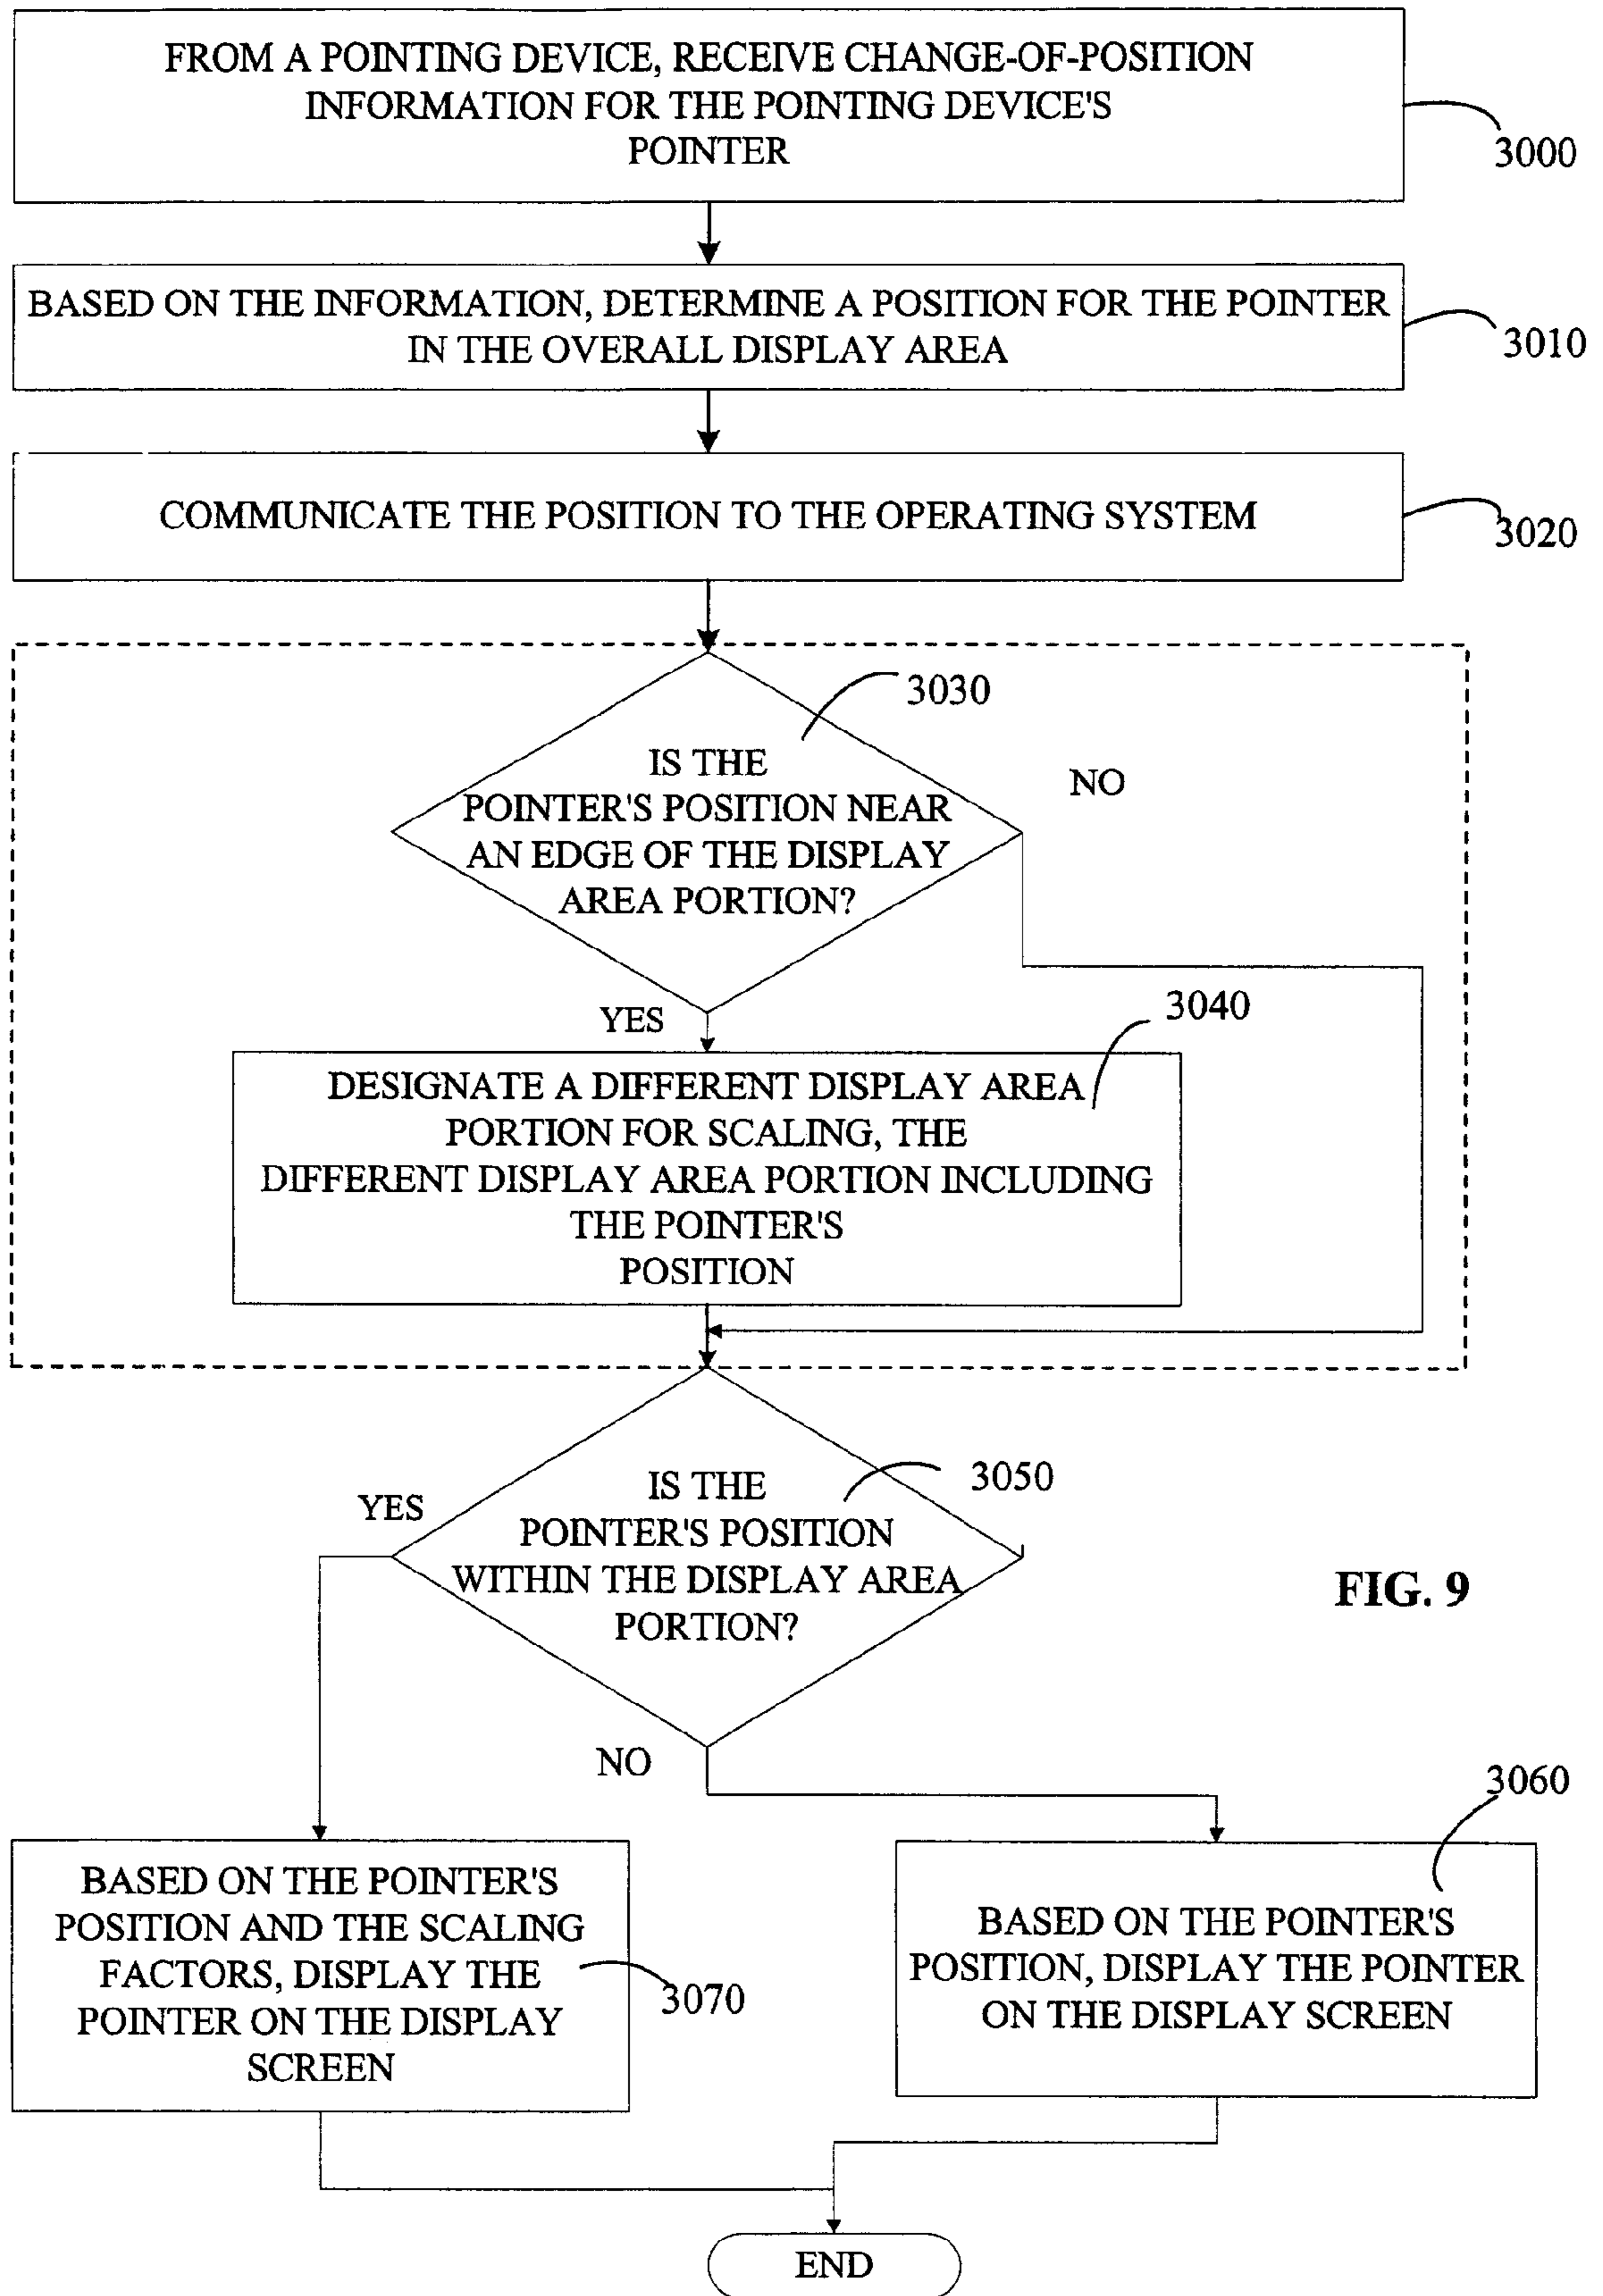 FROM A POINTING DEVICE, RECEIVE CHANGE-OF-POSITION
INFORMATION FOR THE POINTING DEVICE'S
POINTER
3000
BASED ON THE INFORMATION, DETERMINE A POSITION FOR THE POINTER
IN THE OVERALL DISPLAY AREA
3010
COMMUNICATE THE POSITION TO THE OPERATING SYSTEM
3020
3030
IS THE
POINTER'S POSITION NEAR
AN EDGE OF THE DISPLAY
AREA PORTION?
NO
YES
3040
DESIGNATE A DIFFERENT DISPLAY AREA
PORTION FOR SCALING, THE
DIFFERENT DISPLAY AREA PORTION INCLUDING
THE POINTER'S
POSITION
3050
IS THE
POINTER'S POSITION
WITHIN THE DISPLAY AREA
PORTION?
YES
FIG. 9
NO
3060
BASED ON THE POINTER'S
POSITION AND THE SCALING
FACTORS, DISPLAY THE
POINTER ON THE DISPLAY
SCREEN
3070
BASED ON THE POINTER'S
POSITION, DISPLAY THE POINTER
ON THE DISPLAY SCREEN
END